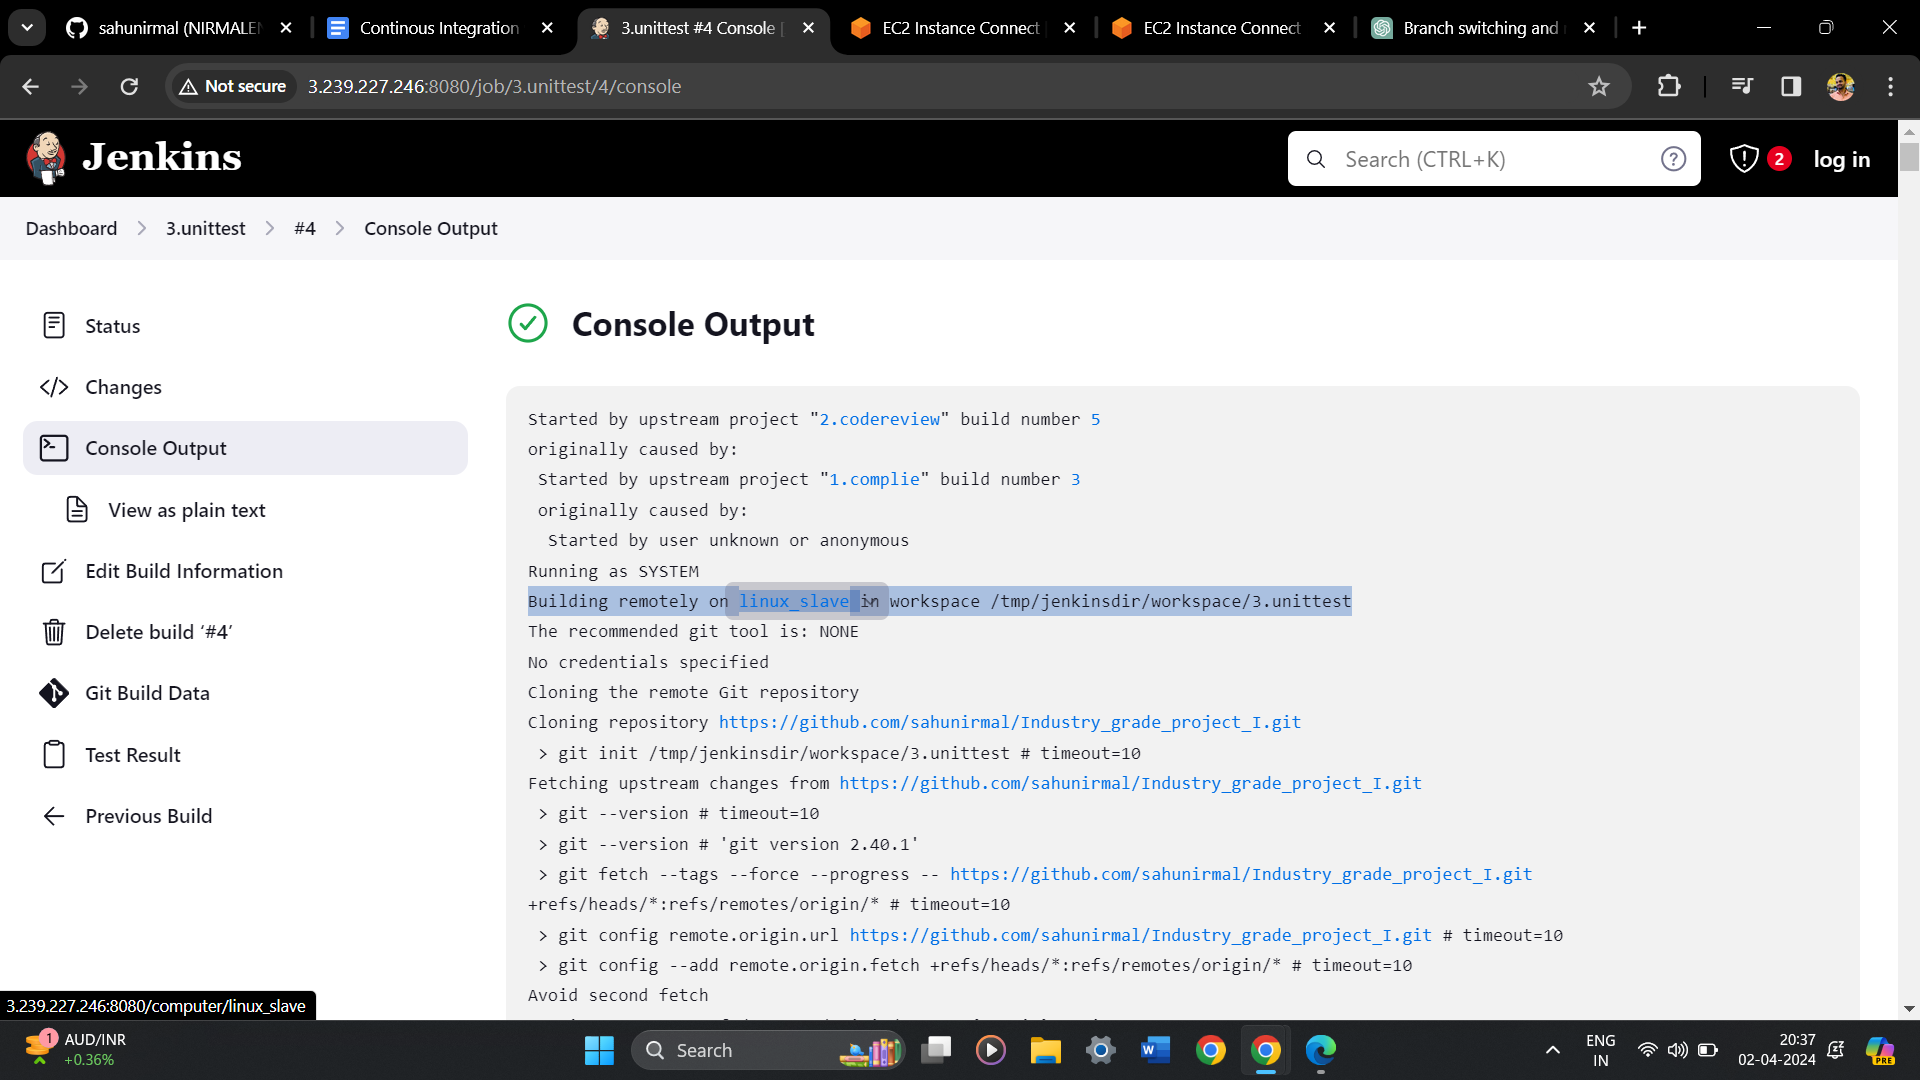 sahunirmal (NIRMALEN
Continous Integration
3.unittest #4 Console [
EC2 Instance Connect
EC2 Instance Connect
Branch switching and
Not secure
3.239.227.246:8080/job/3.unittest/4/console
Jenkins
Search (CTRL+K)
?
2
log in
Dashboard
3.unittest
#4
Console Output
Status
Changes
Console Output
View as plain text
Edit Build Information
Delete build ‘#4’
Git Build Data
Test Result
Previous Build
Console Output
Started by upstream project "2.codereview" build number 5
originally caused by:
Started by upstream project "1.complie" build number 3
originally caused by:
Started by user unknown or anonymous
Running as SYSTEM
Building remotely on linux_slave in workspace /tmp/jenkinsdir/workspace/3.unittest
The recommended git tool is: NONE
No credentials specified
Cloning the remote Git repository
Cloning repository https://github.com/sahunirmal/Industry_grade_project_I.git
> git init /tmp/jenkinsdir/workspace/3.unittest # timeout=10
Fetching upstream changes from https://github.com/sahunirmal/Industry_grade_project_I.git
> git --version # timeout=10
> git --version # 'git version 2.40.1'
> git fetch --tags --force --progress -- https://github.com/sahunirmal/Industry_grade_project_I.git
+refs/heads/*:refs/remotes/origin/* # timeout=10
> git config remote.origin.url https://github.com/sahunirmal/Industry_grade_project_I.git # timeout=10
> git config --add remote.origin.fetch +refs/heads/*:refs/remotes/origin/* # timeout=10
Avoid second fetch
3.239.227.246:8080/computer/linux_slave
1
AUD/INR
+0.36%
Search
W
ENG
IN
20:37
02-04-2024
PRE